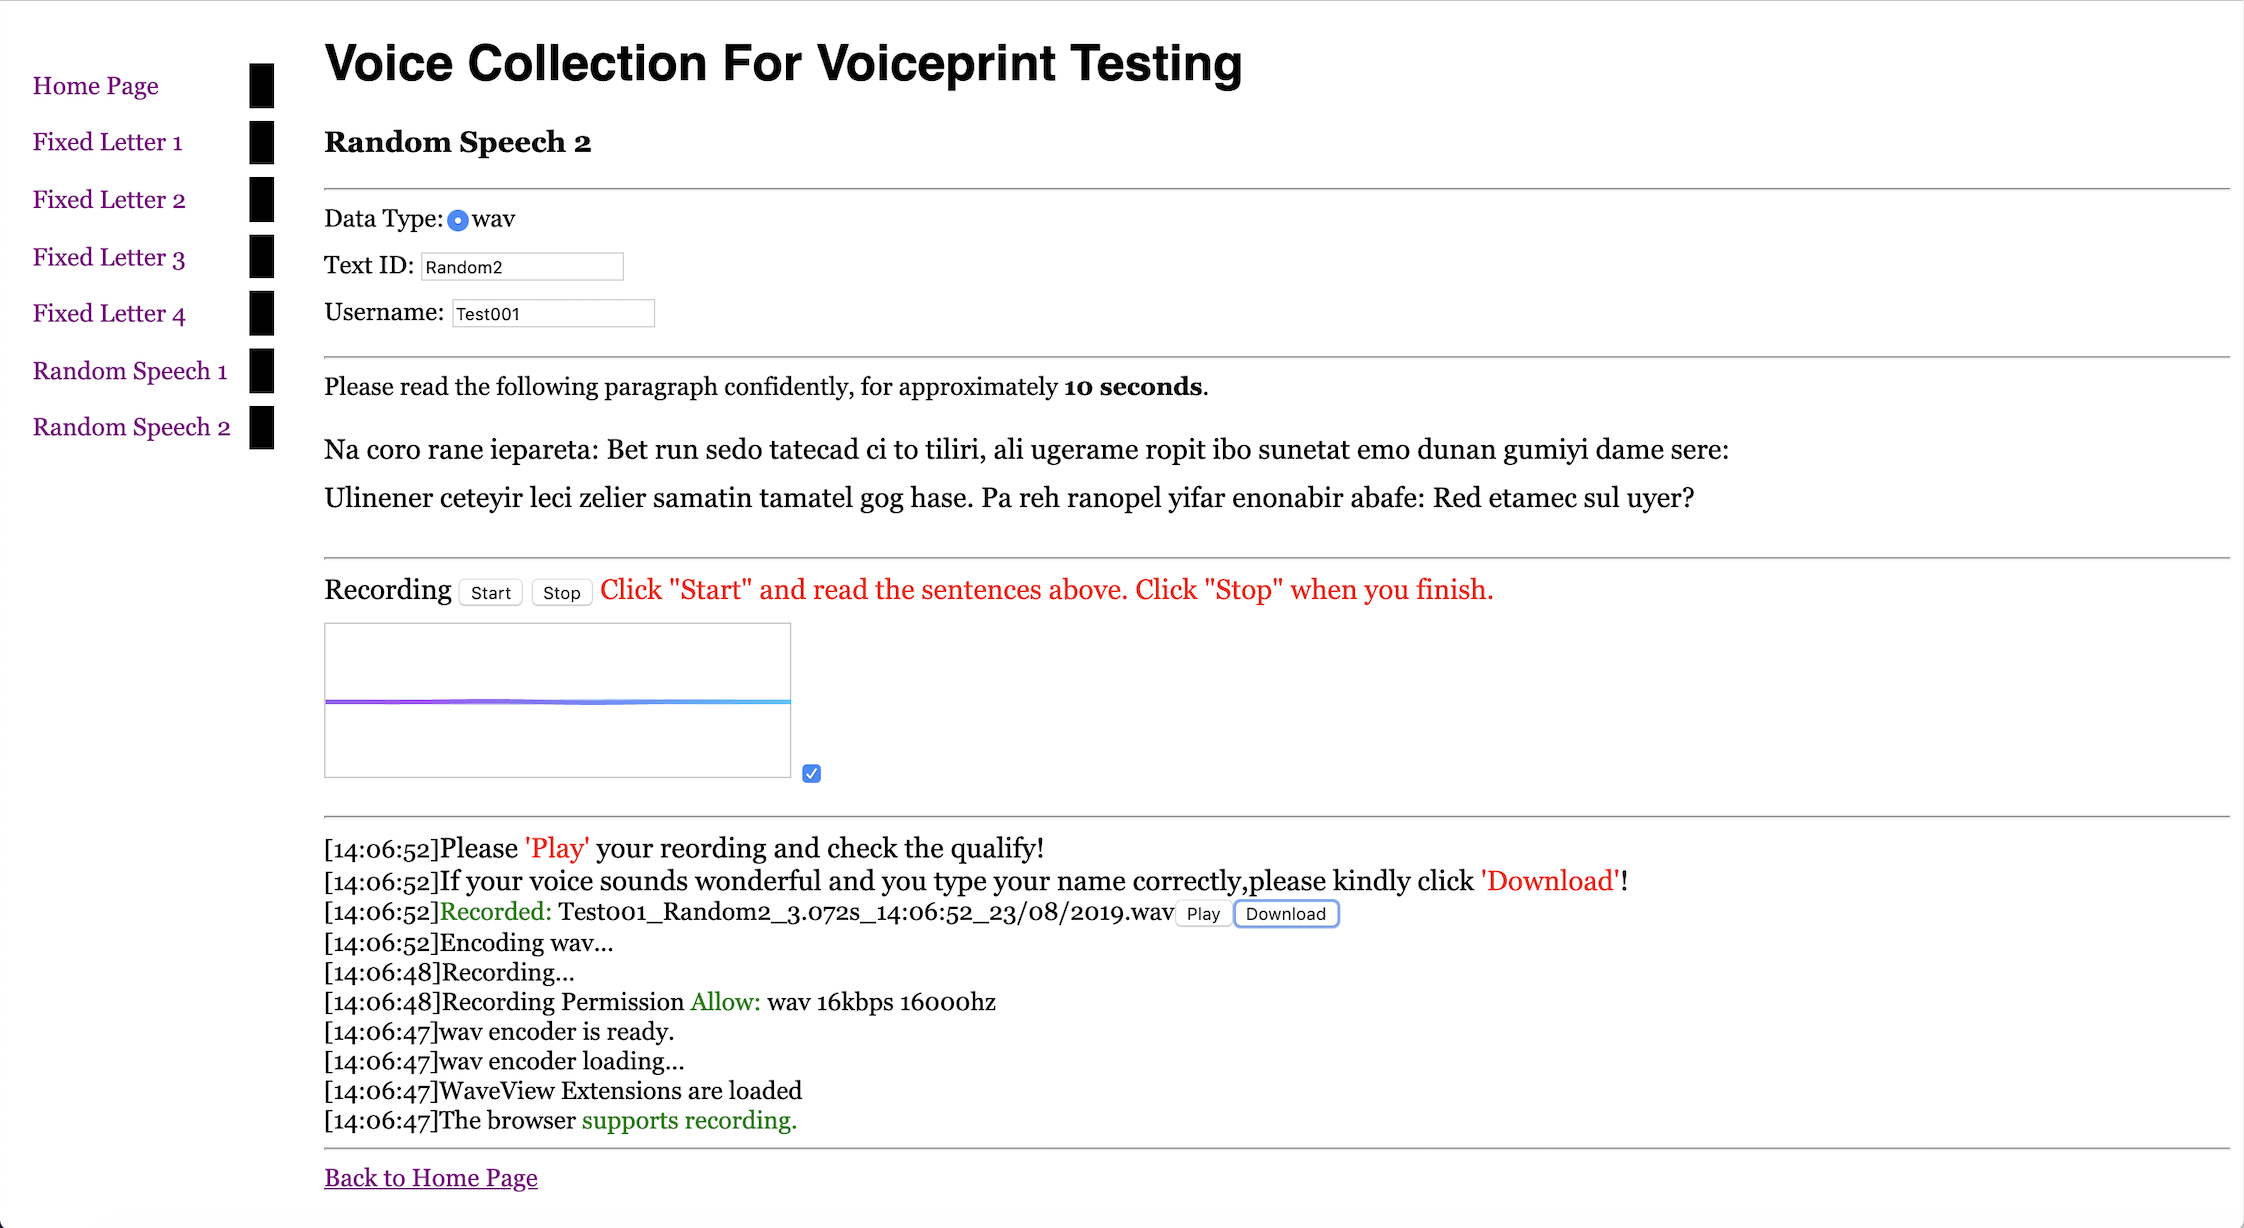 Voice Collection For Voiceprint Testing
Home Page
Fixed Letter 1
Fixed Letter 2
Fixed Letter 3
Fixed Letter 4
Random Speech 1
Random Speech 2
Random Speech 2
Data Type: wav
Text ID: Random2
Username: Test001
Please read the following paragraph confidently, for approximately 10 seconds.
Na coro rane iepareta: Bet run sedo tatecad ci to tiliri, ali ugerame ropit ibo sunetat emo dunan gumiyi dame sere:
Ulinener ceteyir leci zelier samatin tamatel gog hase. Pa reh ranopel yifar enonabir abafe: Red etamec sul uyer?
Recording Start Stop Click "Start" and read the sentences above. Click "Stop" when you finish.
[14:06:52]Please 'Play' your reording and check the qualify!
[14:06:52]If your voice sounds wonderful and you type your name correctly,please kindly click 'Download'!
[14:06:52]Recorded: Test001_Random2_3.072s_14:06:52_23/08/2019.wav Play Download
[14:06:52]Encoding wav...
[14:06:48]Recording...
[14:06:48]Recording Permission Allow: wav 16kbps 16000hz
[14:06:47]wav encoder is ready.
[14:06:47]wav encoder loading...
[14:06:47]WaveView Extensions are loaded
[14:06:47]The browser supports recording.
Back to Home Page